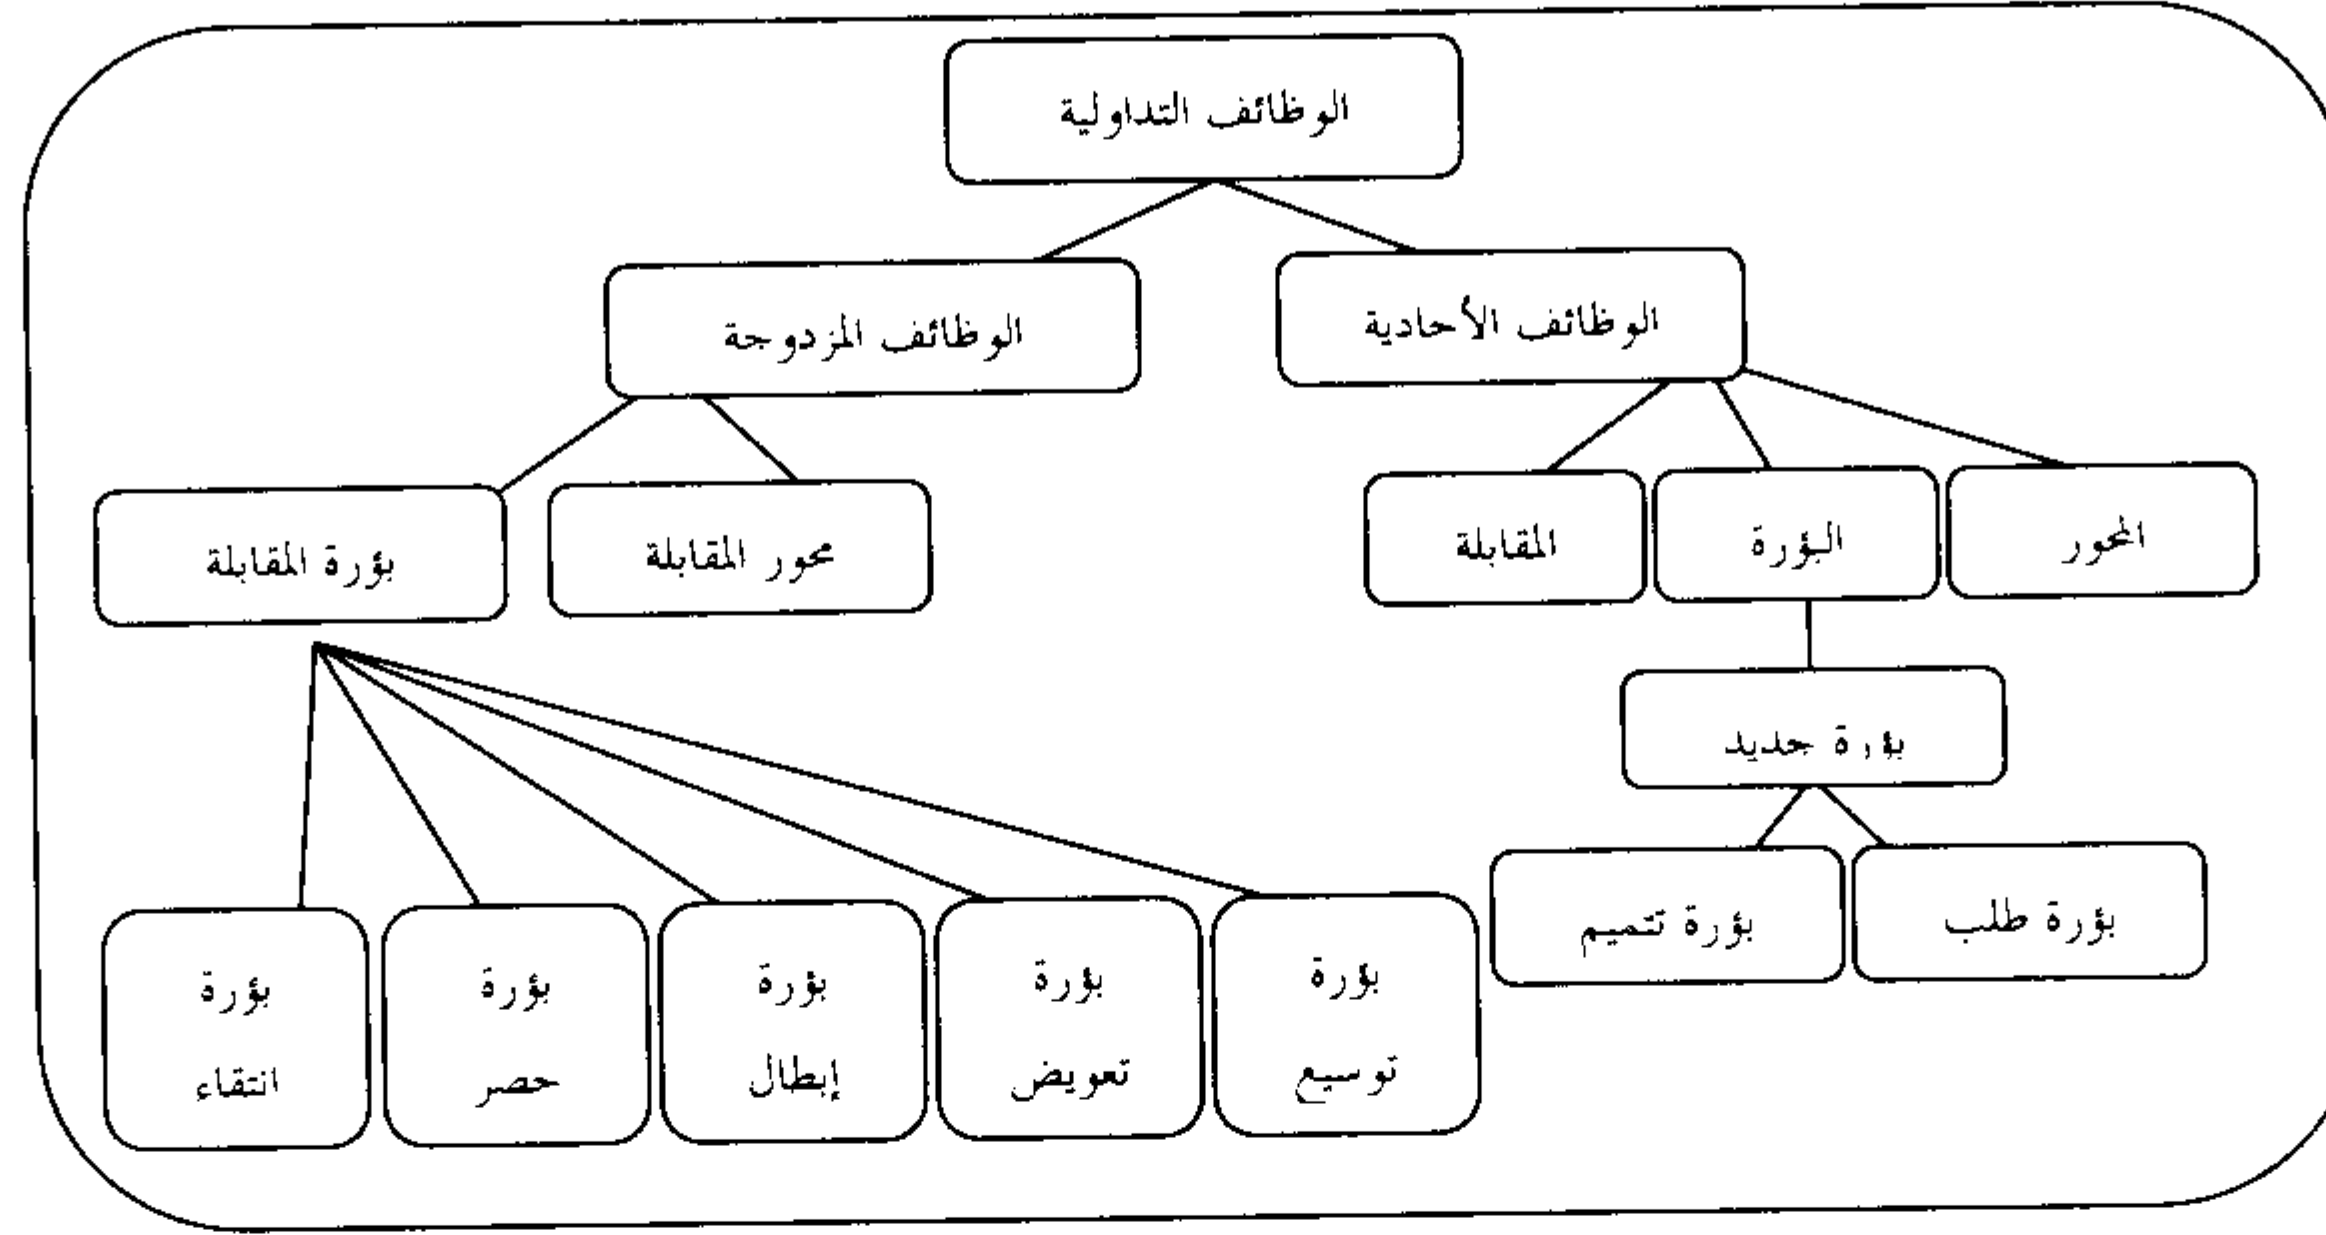 الوظائف التداولية
الوظائف الأحادية
الوظائف المزدوجة
المحور
البؤرة
المقابلة
محور المقابلة
بؤرة المقابلة
بؤرة جديد
بؤرة طلب
بؤرة تتميم
بؤرة
توسيع
بؤرة
تعويض
بؤرة
إبطال
بؤرة
حصر
بؤرة
انتقاء